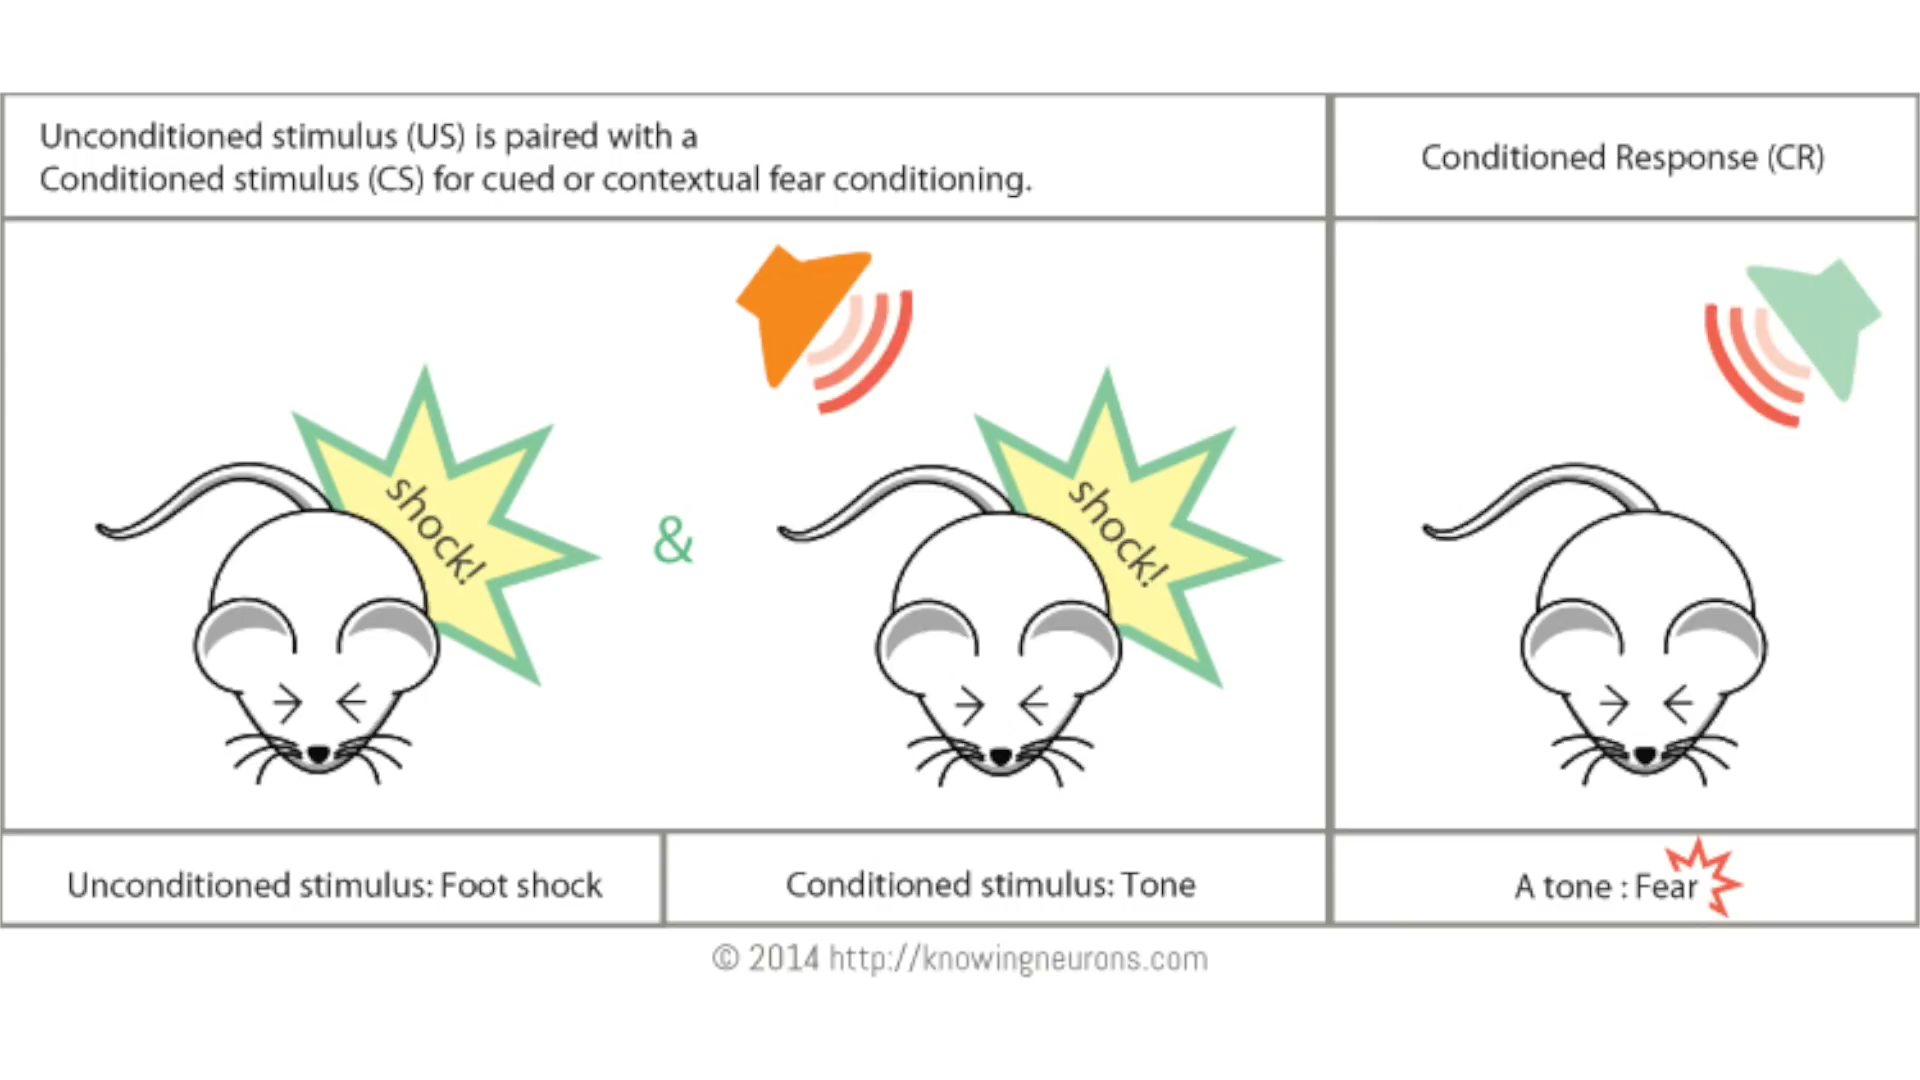 Unconditioned stimulus (US) is paired with a
Conditioned stimulus (CS) for cued or contextual fear conditioning.
Conditioned Response (CR)
shock!
&
shock!
Unconditioned stimulus: Foot shock
Conditioned stimulus: Tone
A tone : Fear
© 2014 http://knowingneurons.com